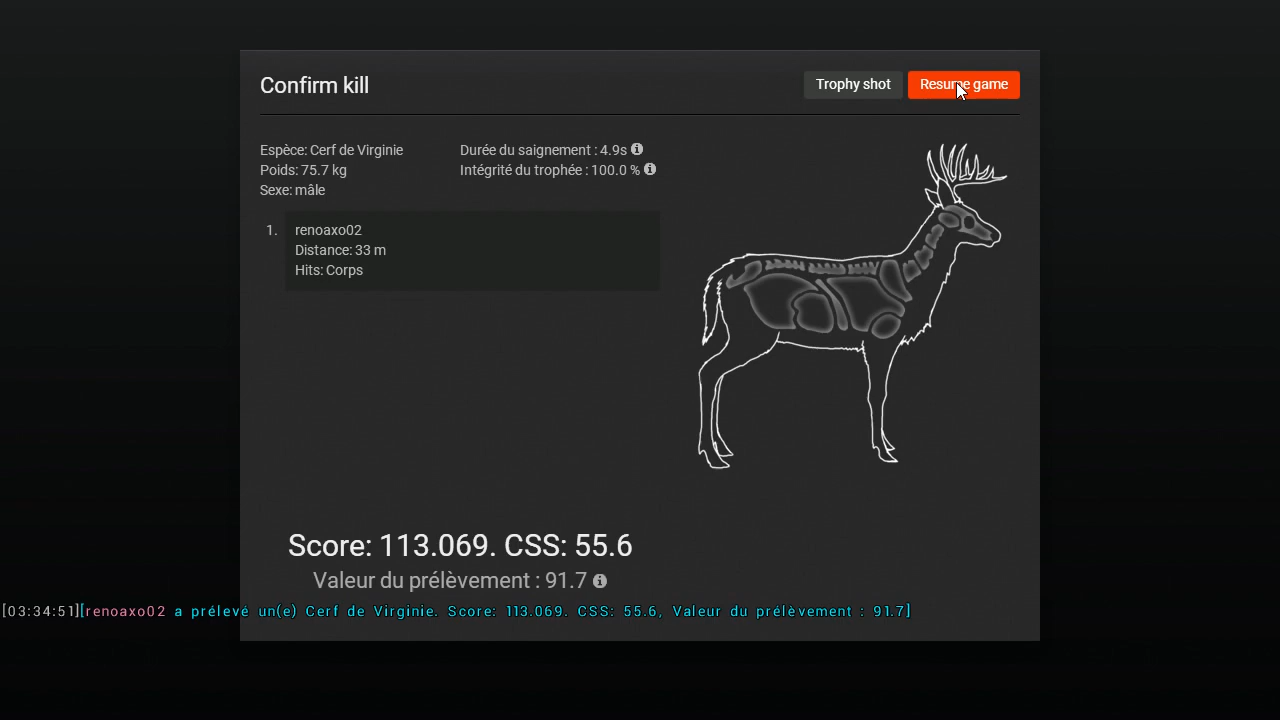 Confirm kill
Trophy shot
Resume game
Espèce: Cerf de Virginie
Poids: 75.7 kg
Sexe: mâle
Durée du saignement : 4.9s
Intégrité du trophée : 100.0 %
1.
renoaxo02
Distance: 33 m
Hits: Corps
Score: 113.069. CSS: 55.6
Valeur du prélèvement : 91.7
[03:34:51][renoaxo02 a prélevé un(e) Cerf de Virginie. Score: 113.069. CSS: 55.6, Valeur du prélèvement : 91.7]